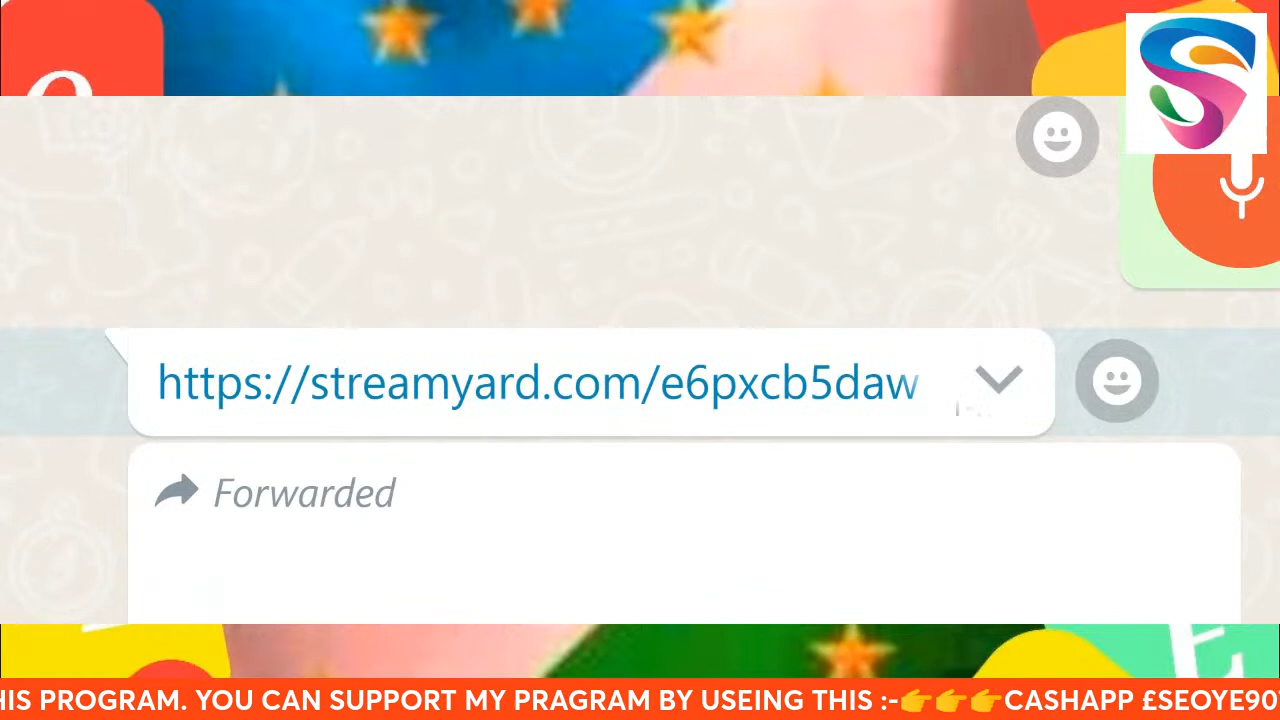 https://streamyard.com/e6pxcb5daw
Forwarded
HIS PROGRAM. YOU CAN SUPPORT MY PRAGRAM BY USEING THIS :-👉👉👉CASHAPP £SEOYE90